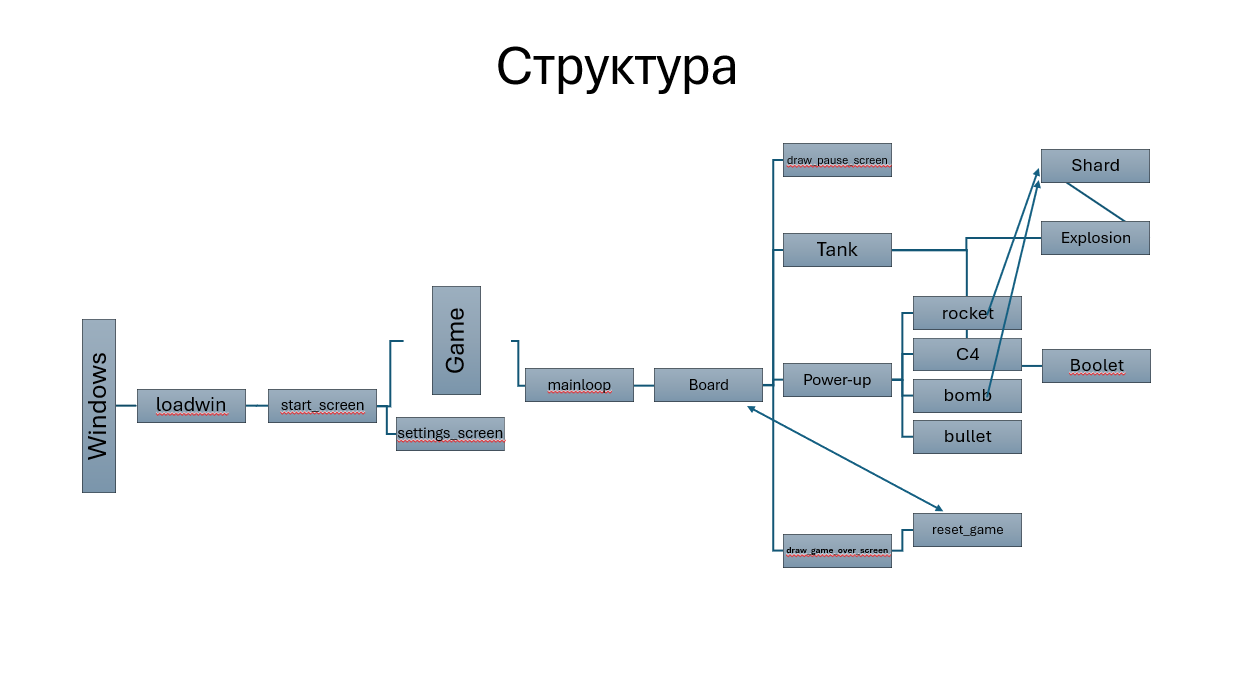 Структура
Windows
loadwin
start_screen
Game
settings_screen
mainloop
Board
draw_pause_screen
Tank
Power-up
draw_game_over_screen
rocket
C4
bomb
bullet
reset_game
Shard
Explosion
Boolet